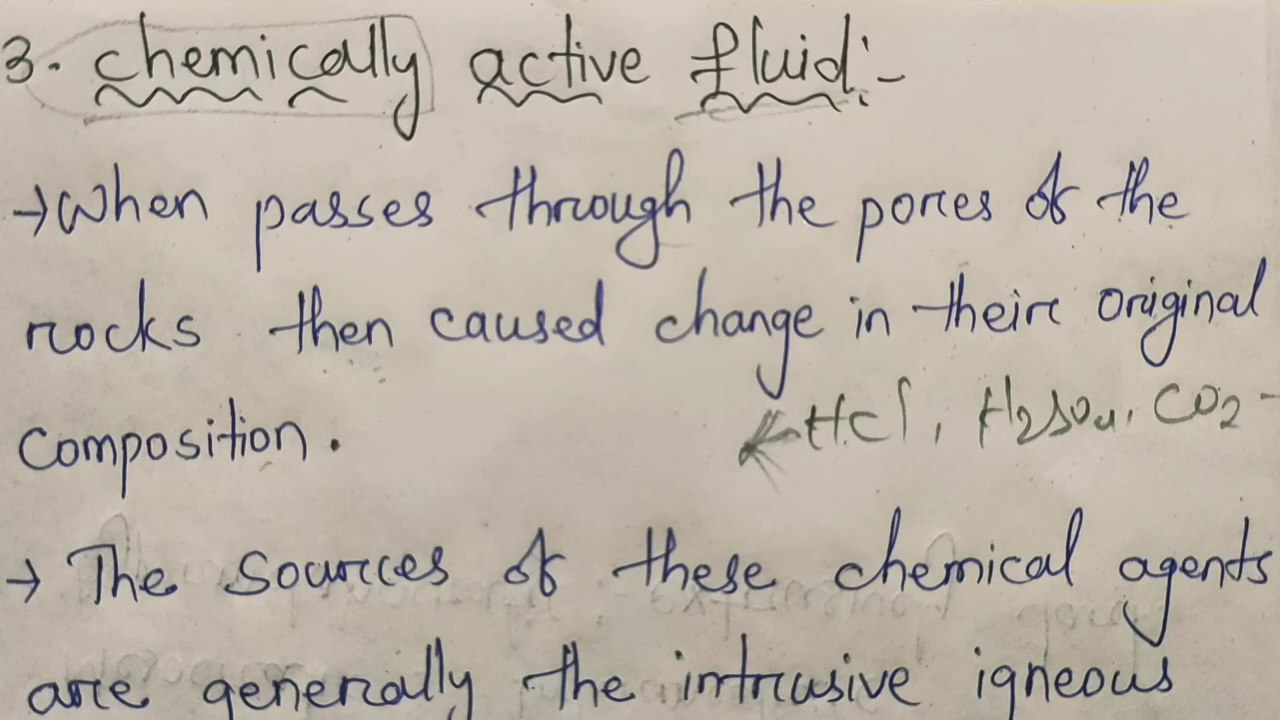 3. chemically active fluid:-
→ When passes through the pores of the
rocks then caused change in their original
composition.
← HCl, H2SO4, CO2 -
→ The sources of these chemical agents
are generally the intrusive igneous